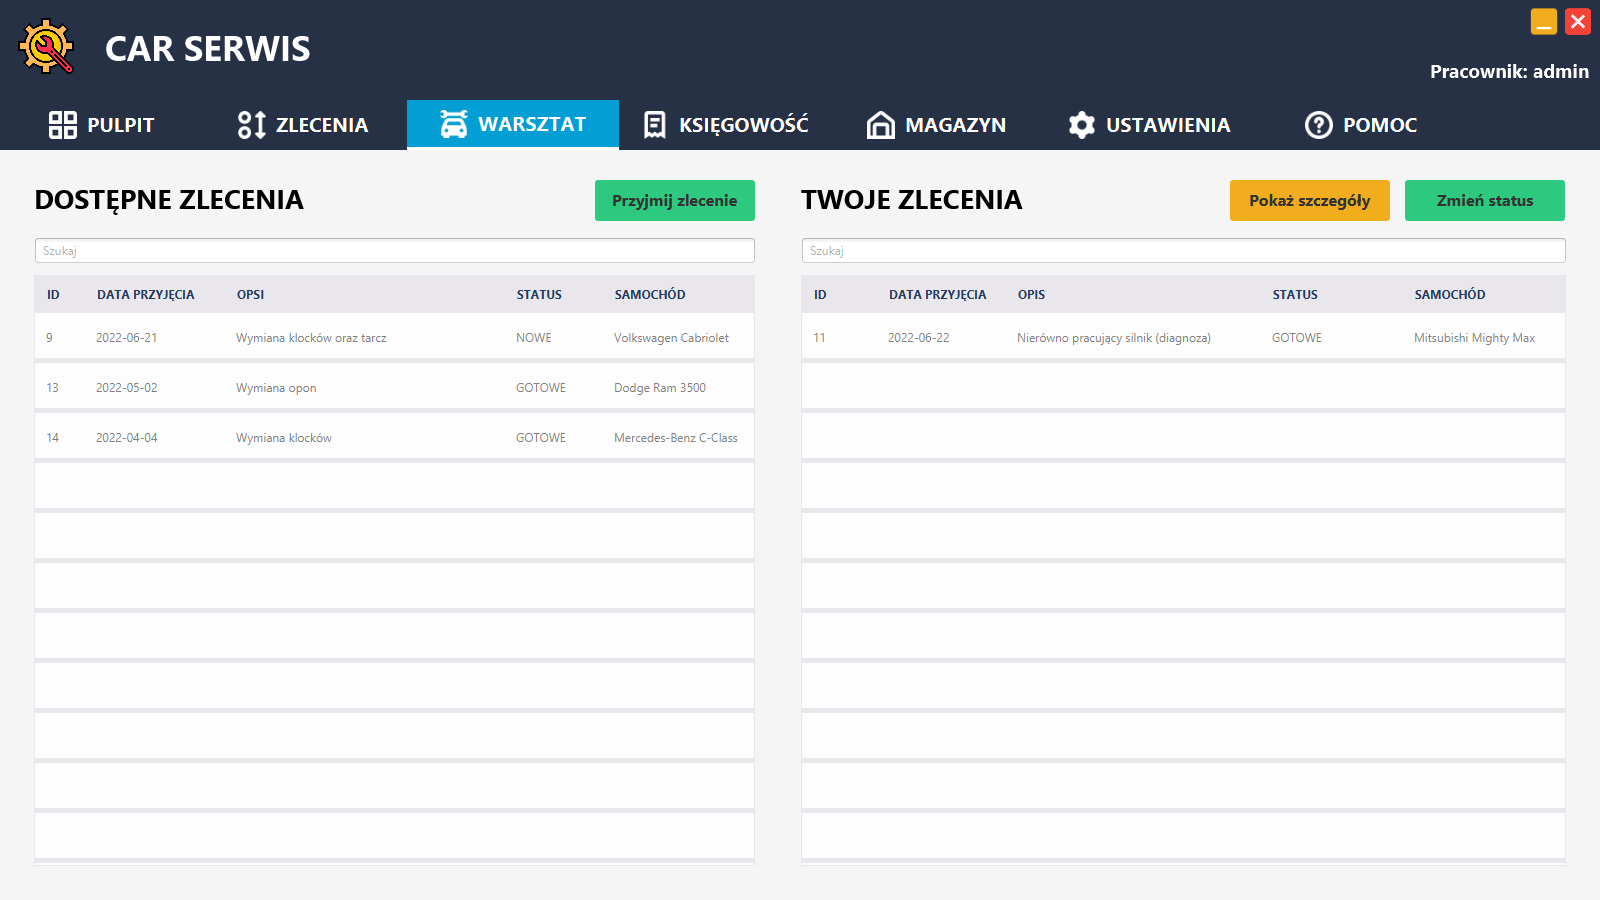 CAR SERWIS
Pracownik: admin
PULPIT ZLECENIA WARSZTAT KSIĘGOWOŚĆ MAGAZYN USTAWIENIA POMOC
DOSTĘPNE ZLECENIA Przyjmij zlecenie
Szukaj
ID DATA PRZYJĘCIA OPSI STATUS SAMOCHÓD
9 2022-06-21 Wymiana klocków oraz tarcz NOWE Volkswagen Cabriolet
13 2022-05-02 Wymiana opon GOTOWE Dodge Ram 3500
14 2022-04-04 Wymiana klocków GOTOWE Mercedes-Benz C-Class
TWOJE ZLECENIA Pokaż szczegóły Zmień status
Szukaj
ID DATA PRZYJĘCIA OPIS STATUS SAMOCHÓD
11 2022-06-22 Nierówno pracujący silnik (diagnoza) GOTOWE Mitsubishi Mighty Max